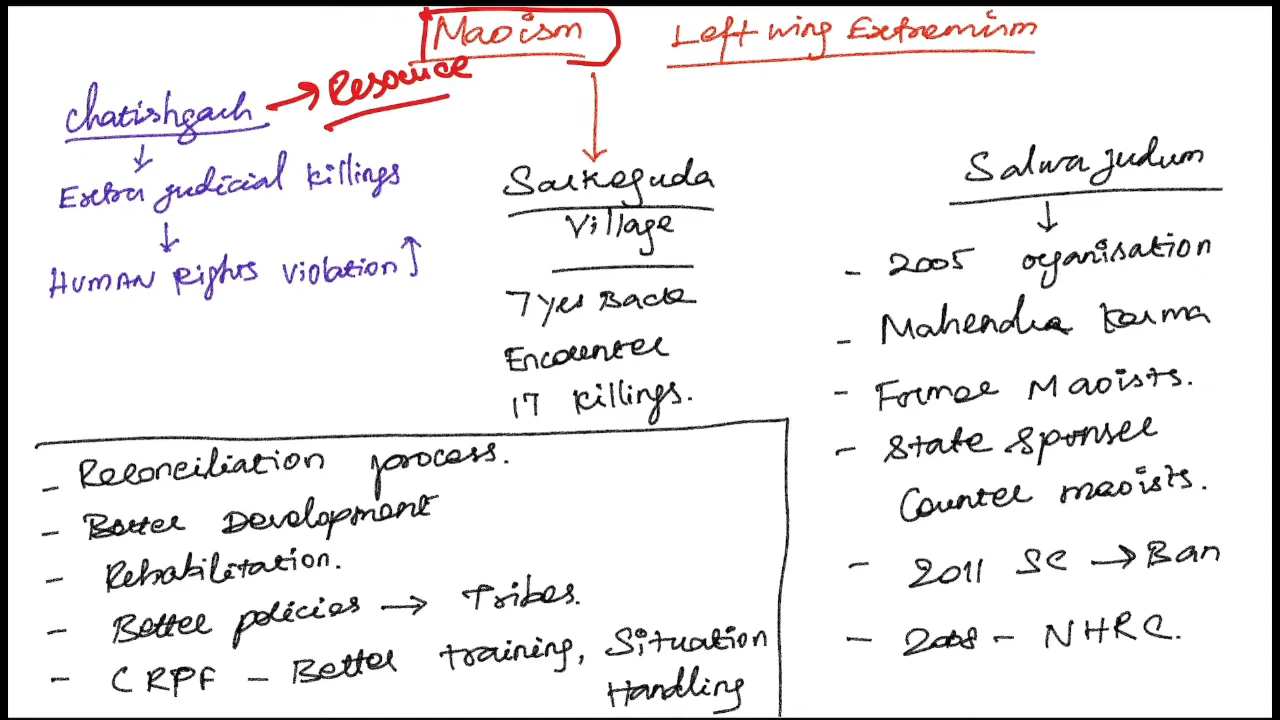 Maoism
Left wing Extremism
Chatishgarh → Resource
Extra judicial killings
HUMAN Rights violation ↑
Sarkeguda
Village
7 yrs Back
Encounter
17 killings.
Salwa judum
- 2005 organisation
- Mahendra karma
- Former Maoists.
- State Sponser
Counter maoists.
- 2011 SC → Ban
- 2008 - NHRC.
- Reconciliation process.
- Better Development
- Rehabilitation.
- Better policies → Tribes.
- CRPF - Better training, Situation
Handling